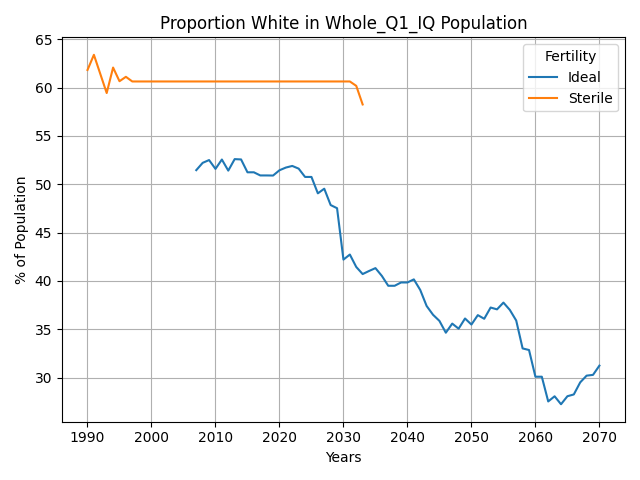 Proportion White in Whole_Q1_IQ Population
65
60
55
50
45
40
35
30
% of Population
Fertility
Ideal
Sterile
1990 2000 2010 2020 2030 2040 2050 2060 2070
Years